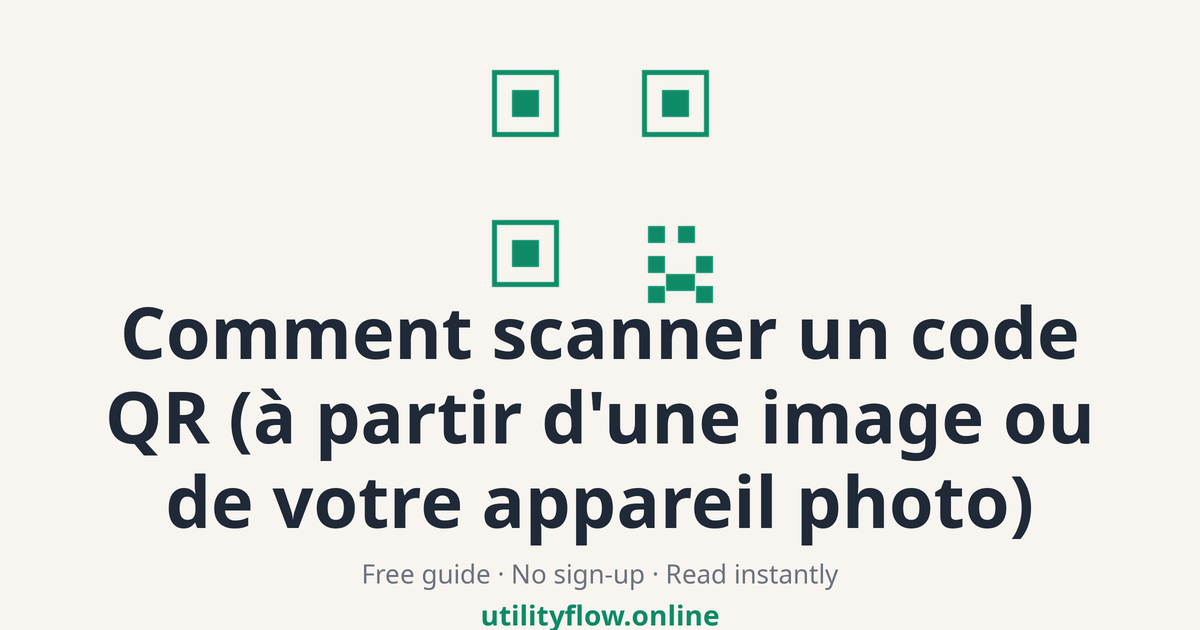 Comment scanner un code
QR (à partir d'une image ou
de votre appareil photo)
Free guide · No sign-up · Read instantly
utilityflow.online